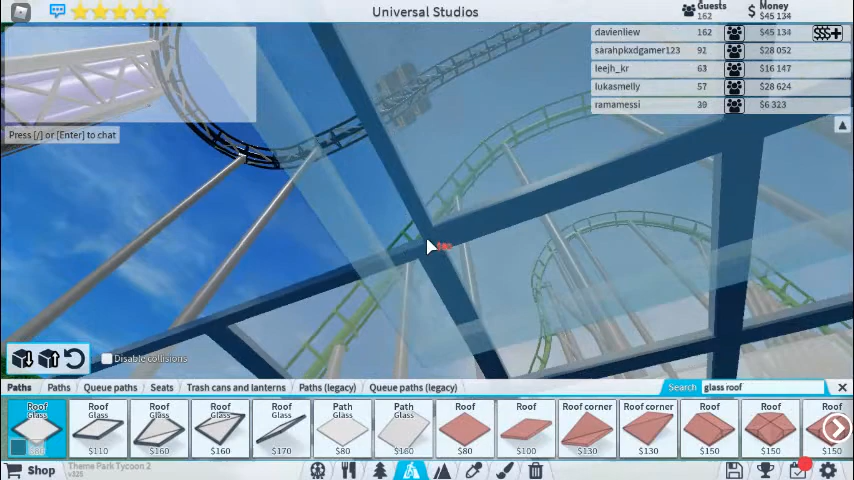 Universal Studios
Guests
162
Money
$45 134
davienliew 162 $45 134 $$$+
sarahpkxdgamer123 92 $28 052
leejh_kr 63 $16 147
lukasmelly 57 $28 624
ramamessi 39 $6 323
Press [/] or [Enter] to chat
Disable collisions
Paths Paths Queue paths Seats Trash cans and lanterns Paths (legacy) Queue paths (legacy) Search glass roof
Roof Roof Roof Roof Roof Path Path Roof Roof Roof corner Roof corner Roof Roof Roof
Glass Glass Glass Glass Glass Glass Glass
$110 $160 $160 $170 $80 $180 $80 $100 $130 $130 $150 $150 $150
Shop
Theme Park Tycoon 2
v325